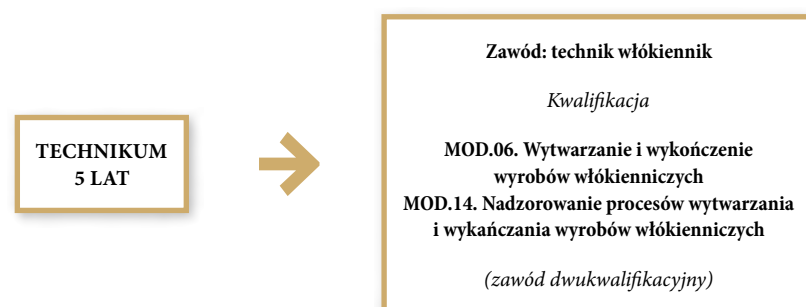 TECHNIKUM
5 LAT
Zawód: technik włókiennik
Kwalifikacja
MOD.06. Wytwarzanie i wykończenie
wyrobów włókienniczych
MOD.14. Nadzorowanie procesów wytwarzania
i wykańczania wyrobów włókienniczych
(zawód dwukwalifikacyjny)